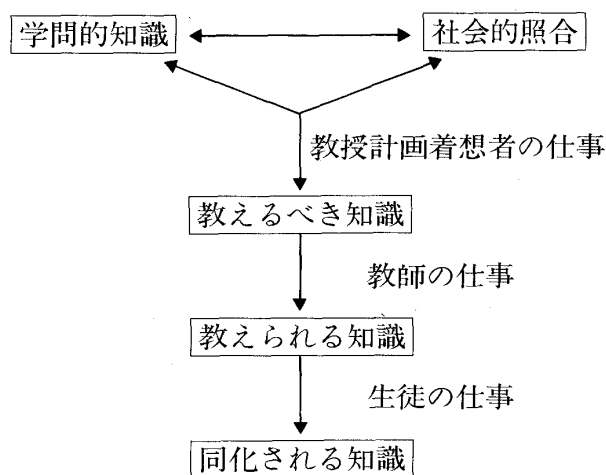 学問的知識
社会的照合
教授計画着想者の仕事
教えるべき知識
教師の仕事
教えられる知識
生徒の仕事
同化される知識